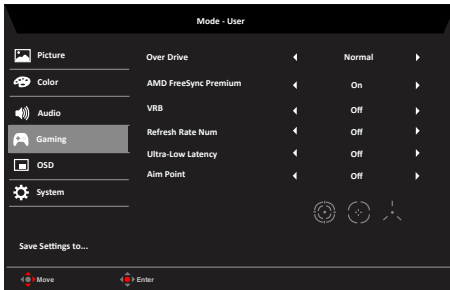 Mode - User
Picture
Color
Audio
Gaming
OSD
System
Over Drive Normal
AMD FreeSync Premium On
VRB Off
Refresh Rate Num Off
Ultra-Low Latency Off
Aim Point Off
Save Settings to...
Move Enter